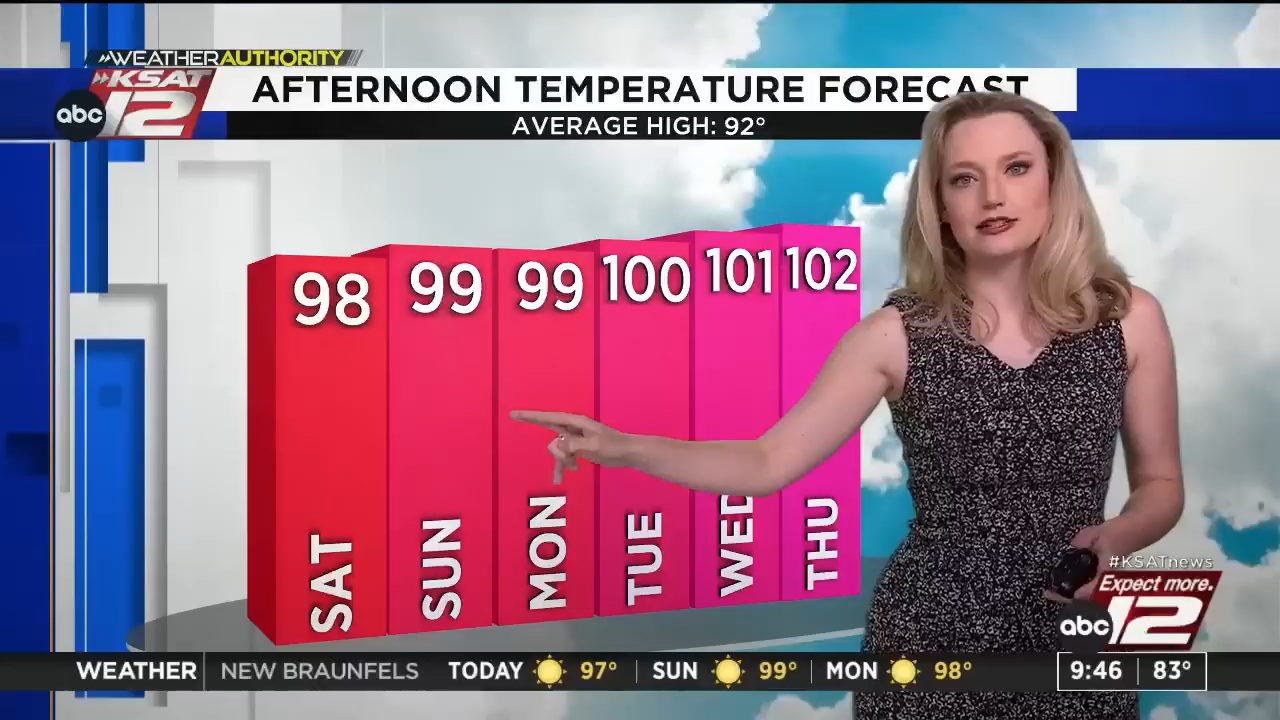 »WEATHERAUTHORITY
»KSAT
abc 12
AFTERNOON TEMPERATURE FORECAST
AVERAGE HIGH: 92°
98 99 99 100 101 102
SAT SUN MON TUE WED THU
#KSATnews
Expect more.
abc 12
WEATHER NEW BRAUNFELS TODAY 97° SUN 99° MON 98° 9:46 83°